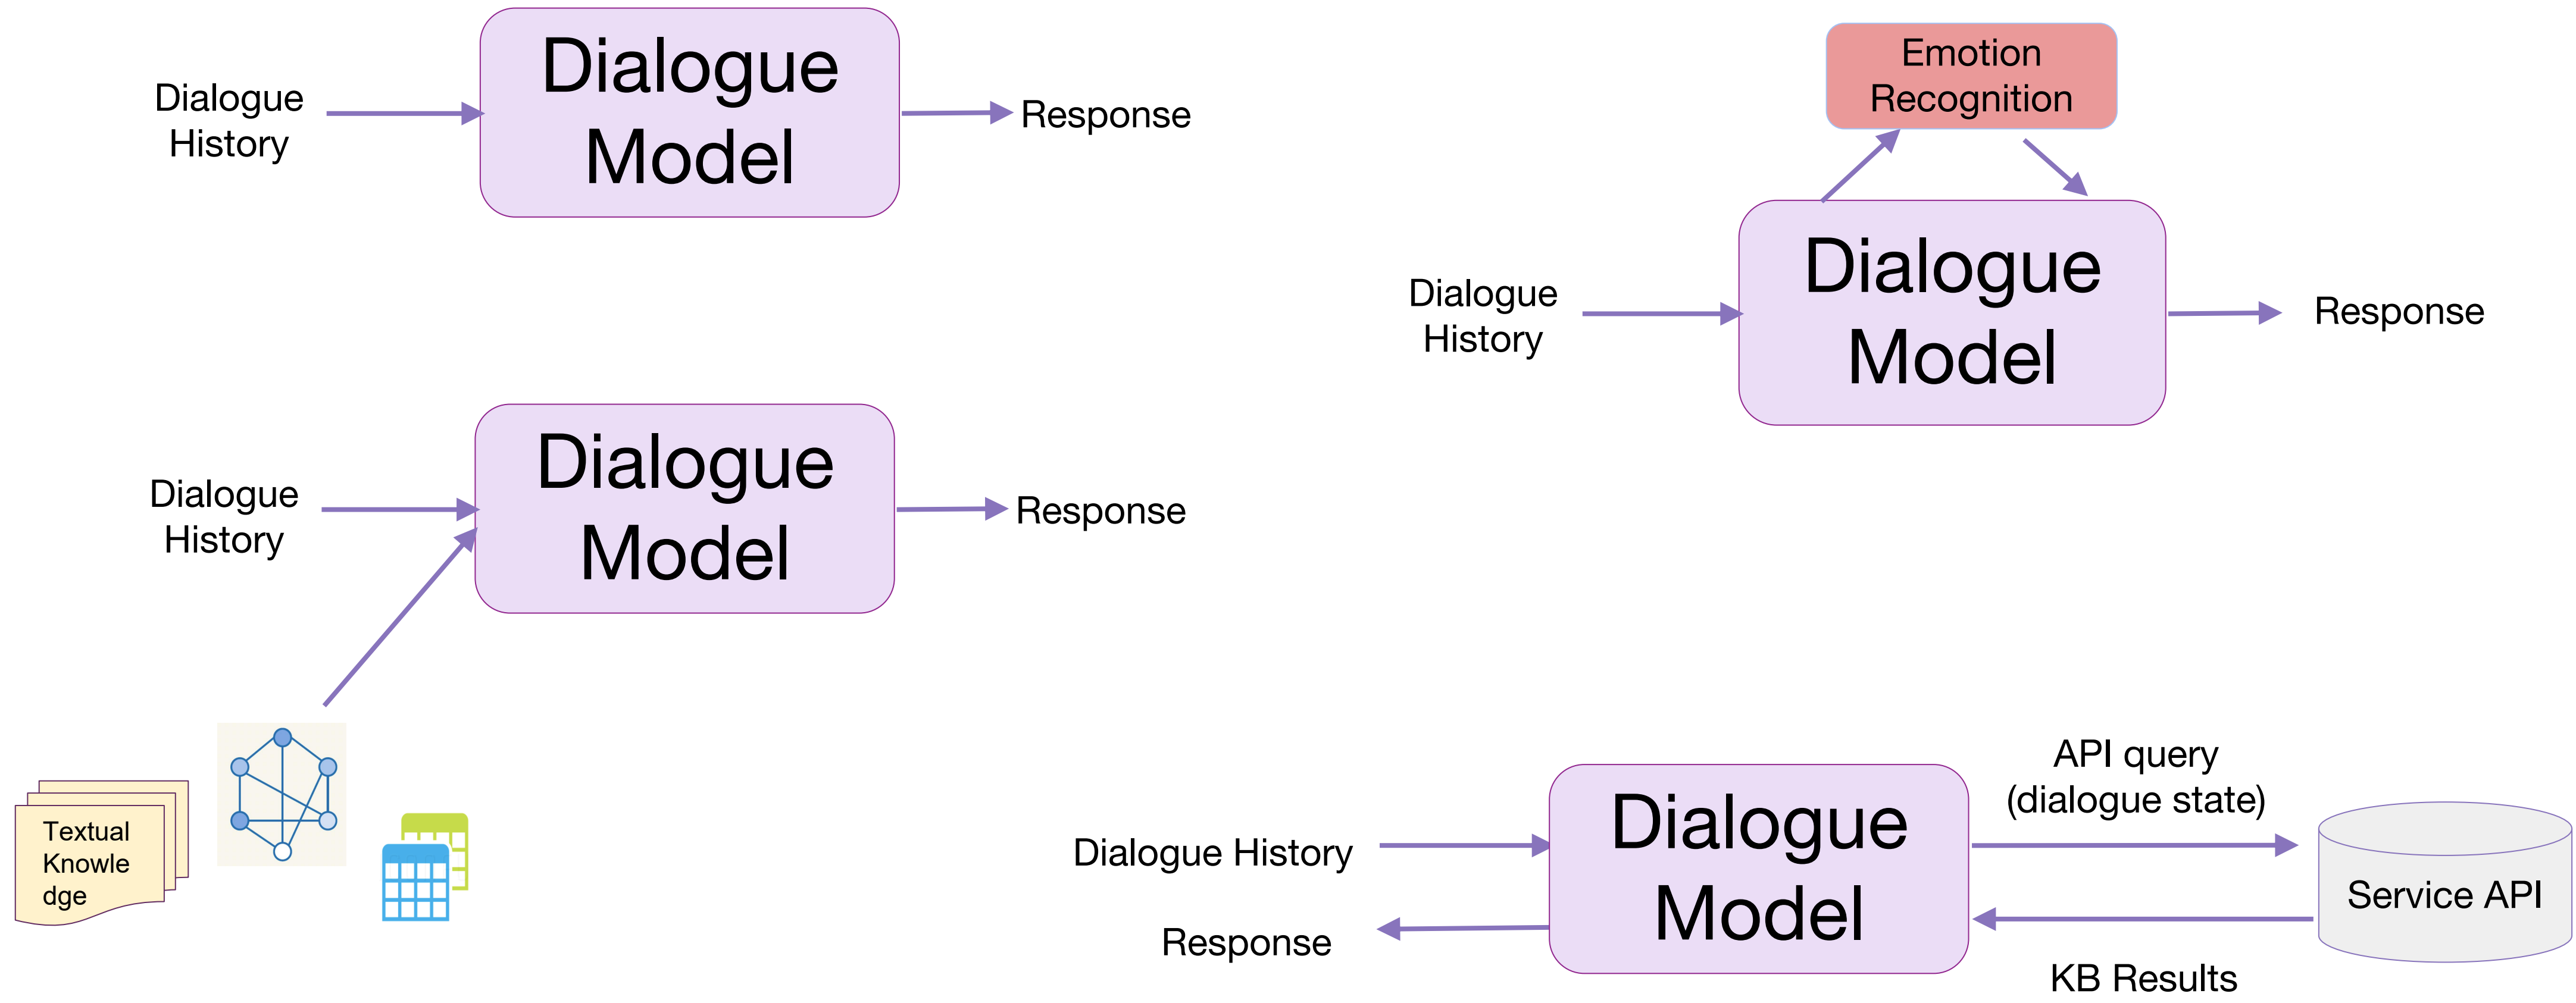 Dialogue
History
Dialogue
Model
Response
Emotion
Recognition
Dialogue
History
Dialogue
Model
Response
Dialogue
History
Dialogue
Model
Response
Textual
Knowle
dge
Dialogue History
Response
Dialogue
Model
API query
(dialogue state)
Service API
KB Results